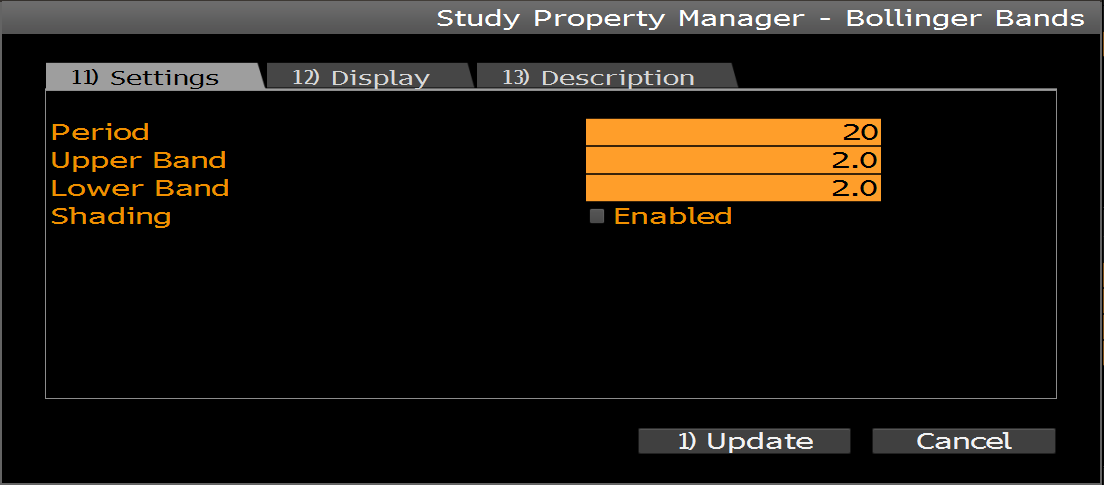 Study Property Manager - Bollinger Bands
11) Settings 12) Display 13) Description
Period 20
Upper Band 2.0
Lower Band 2.0
Shading Enabled
1) Update Cancel